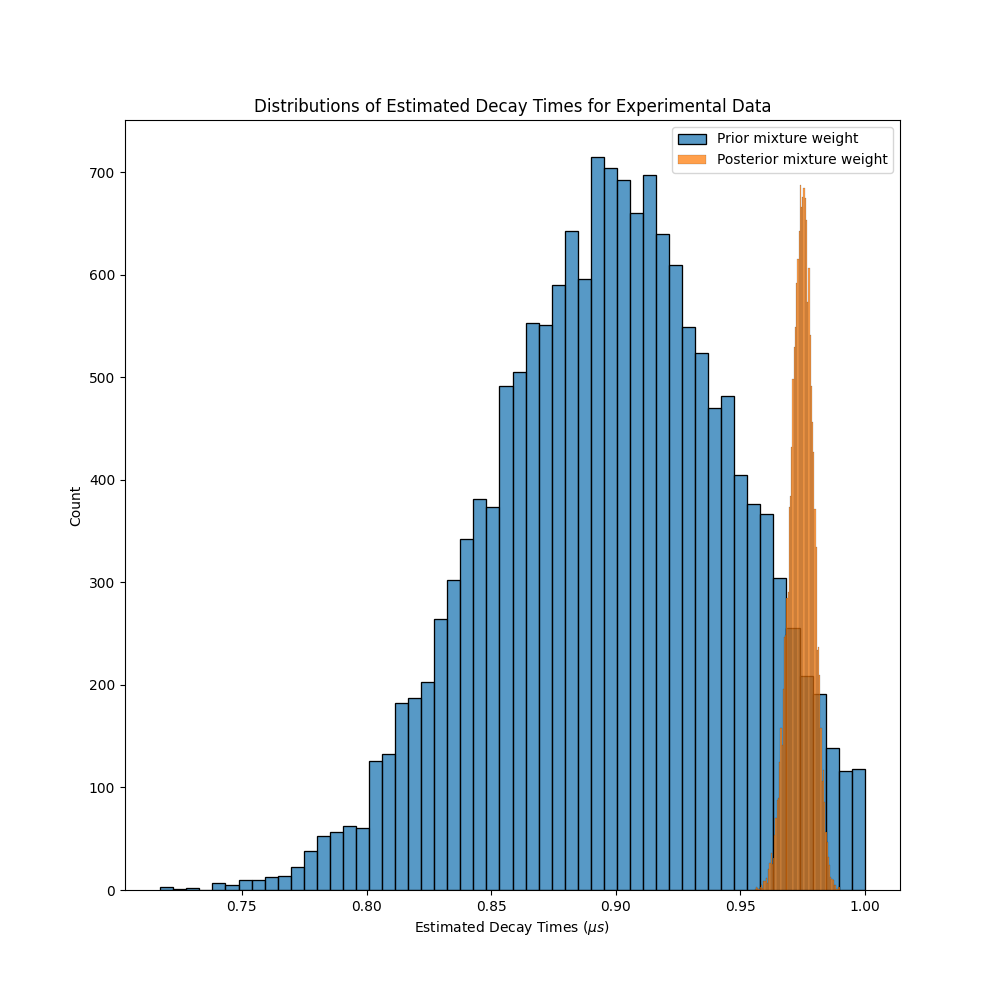 Distributions of Estimated Decay Times for Experimental Data
Prior mixture weight
Posterior mixture weight
Count
700
600
500
400
300
200
100
0
0.75
0.80
0.85
0.90
0.95
1.00
Estimated Decay Times (μs)